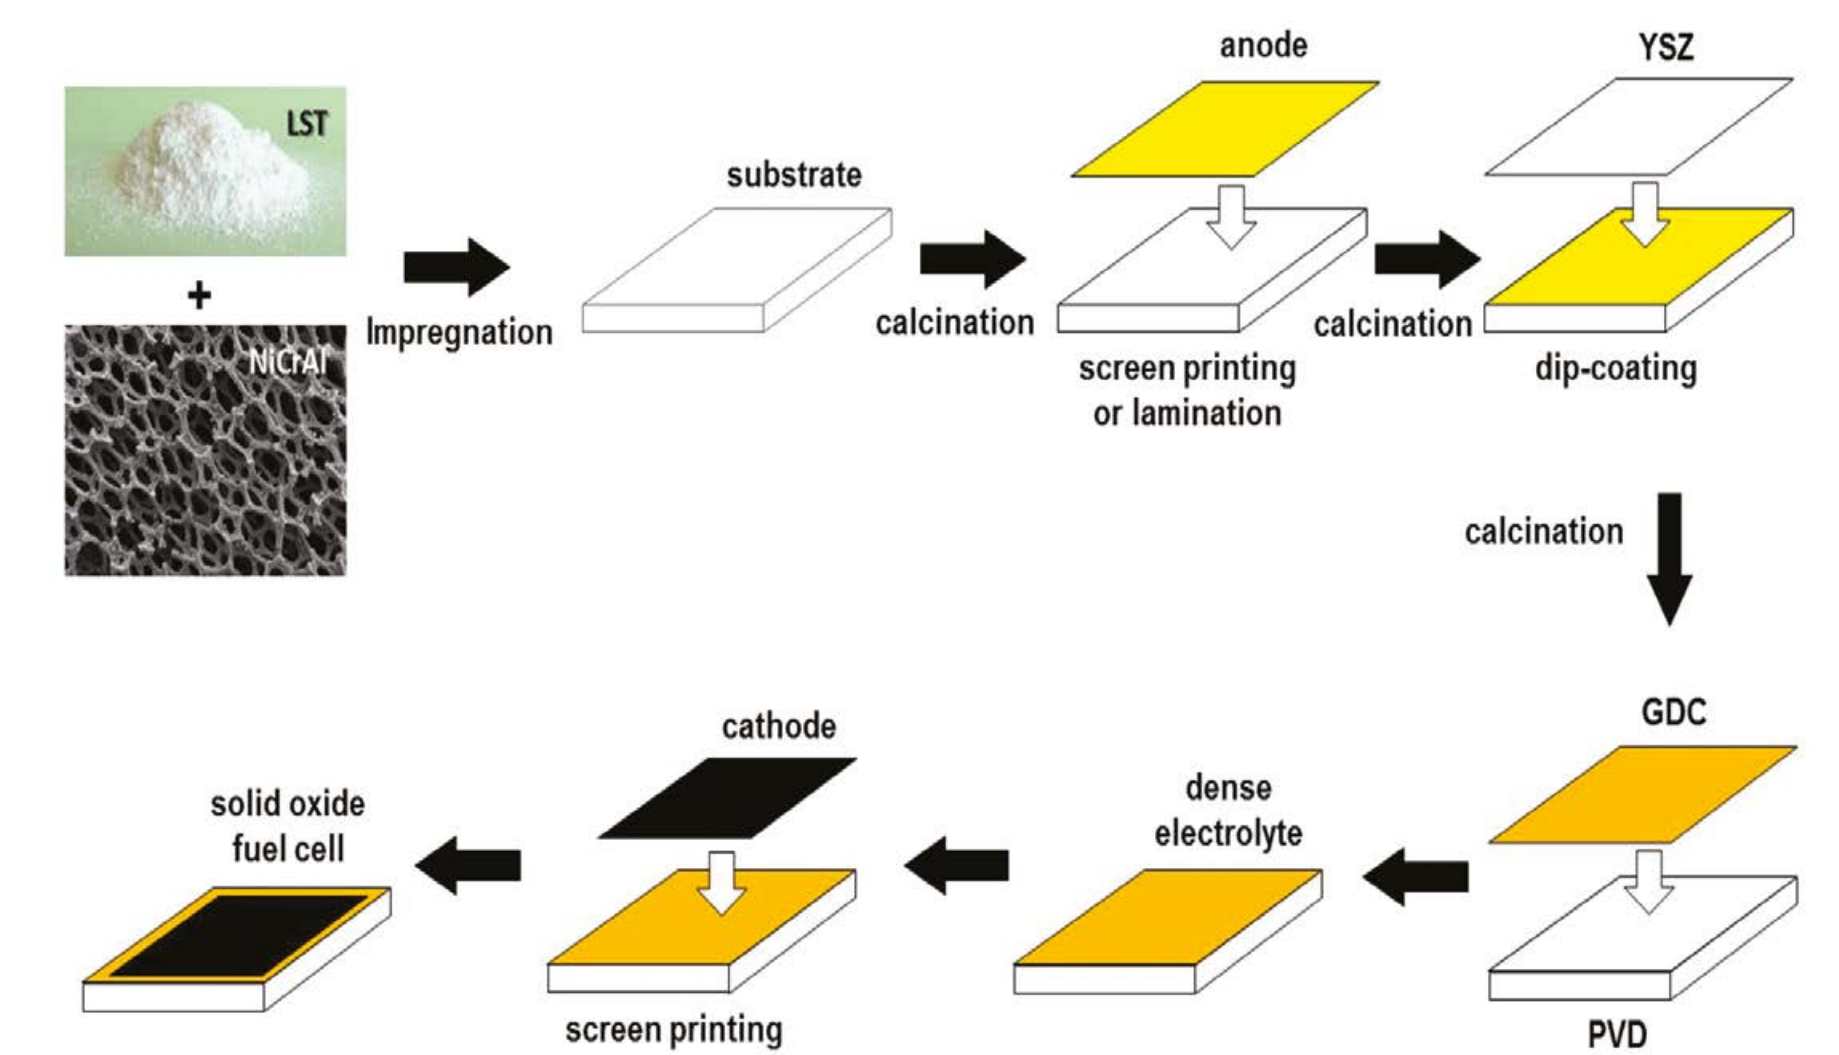 LST
+
NiCrAl
Impregnation
substrate
calcination
anode
screen printing
or lamination
calcination
YSZ
dip-coating
calcination
GDC
PVD
dense
electrolyte
cathode
screen printing
solid oxide
fuel cell